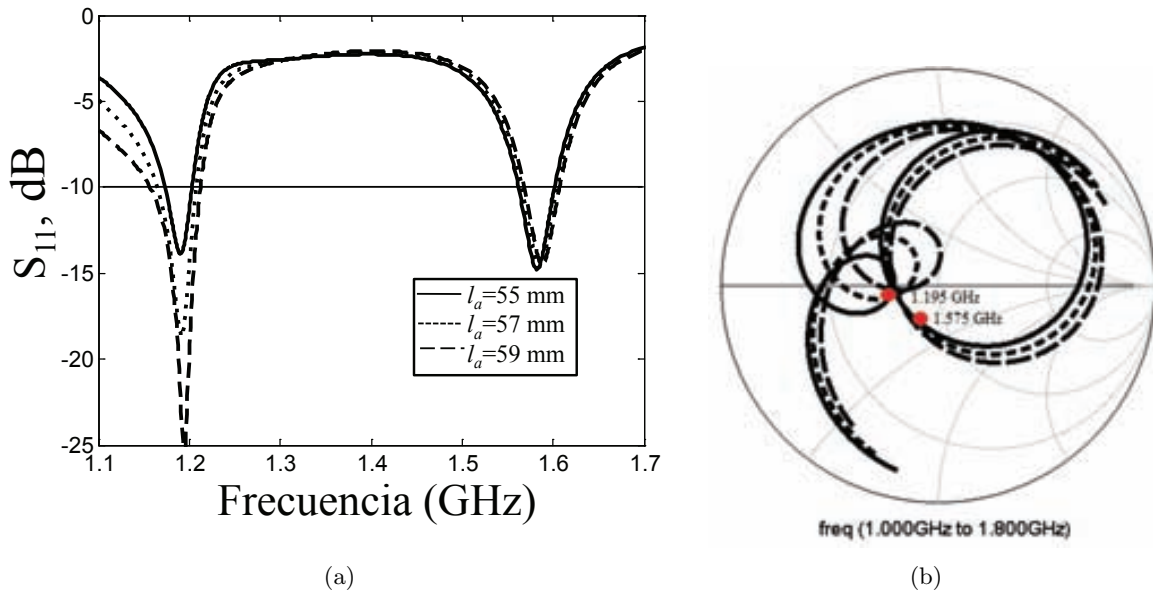 0
-5
-10
-15
-20
-25
1.1 1.2 1.3 1.4 1.5 1.6 1.7
S11, dB
Frecuencia (GHz)
la=55 mm
la=57 mm
la=59 mm
(a)
1.195 GHz
1.575 GHz
freq (1.000GHz to 1.800GHz)
(b)